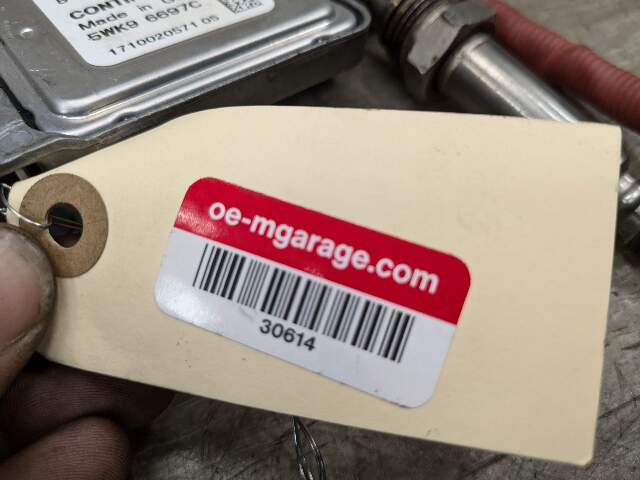 CONTI
Made in G
5WK9 6697C
1710020571 05
oe-mgarage.com
30614